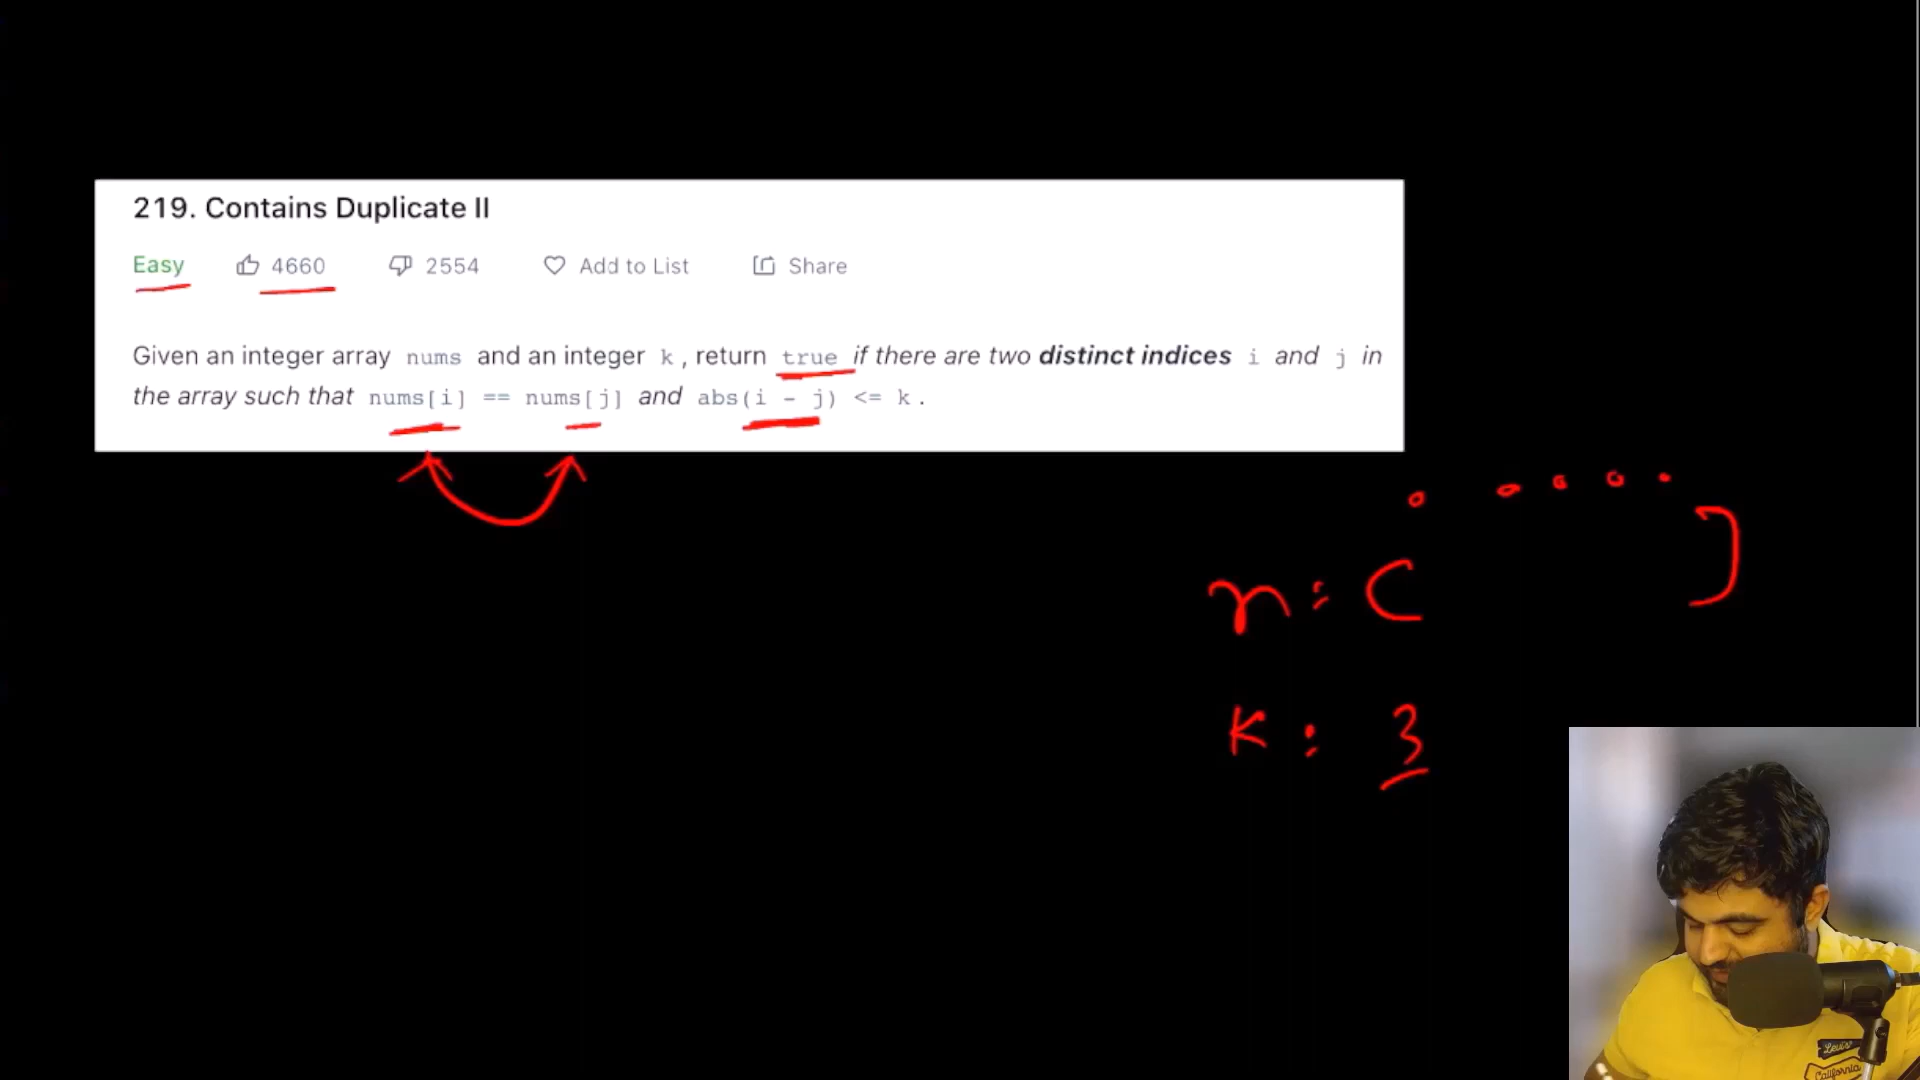 219. Contains Duplicate II
Easy 4660 2554 Add to List Share
Given an integer array nums and an integer k, return true if there are two distinct indices i and j in
the array such that nums[i] == nums[j] and abs(i - j) <= k.
n: [ ]
K: 3
Levi's
California